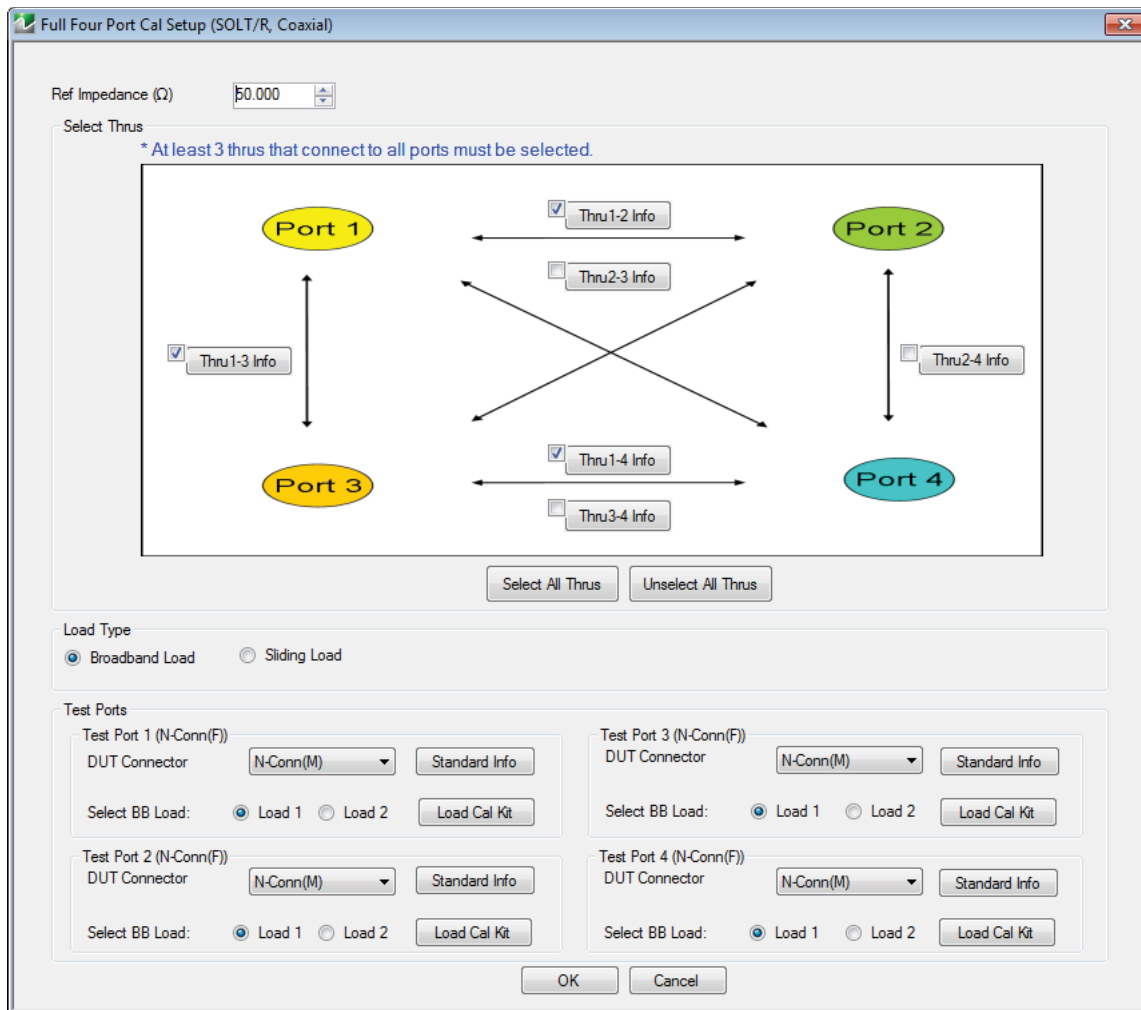 Full Four Port Cal Setup (SOLT/R, Coaxial)
Ref Impedance (Ω) 50.000
Select Thrus
* At least 3 thrus that connect to all ports must be selected.
Port 1
Thru1-2 Info
Port 2
Thru2-3 Info
Thru1-3 Info
Thru2-4 Info
Port 3
Thru1-4 Info
Port 4
Thru3-4 Info
Select All Thrus
Unselect All Thrus
Load Type
Broadband Load
Sliding Load
Test Ports
Test Port 1 (N-Conn(F))
DUT Connector N-Conn(M) Standard Info
Select BB Load: Load 1 Load 2 Load Cal Kit
Test Port 3 (N-Conn(F))
DUT Connector N-Conn(M) Standard Info
Select BB Load: Load 1 Load 2 Load Cal Kit
Test Port 2 (N-Conn(F))
DUT Connector N-Conn(M) Standard Info
Select BB Load: Load 1 Load 2 Load Cal Kit
Test Port 4 (N-Conn(F))
DUT Connector N-Conn(M) Standard Info
Select BB Load: Load 1 Load 2 Load Cal Kit
OK
Cancel